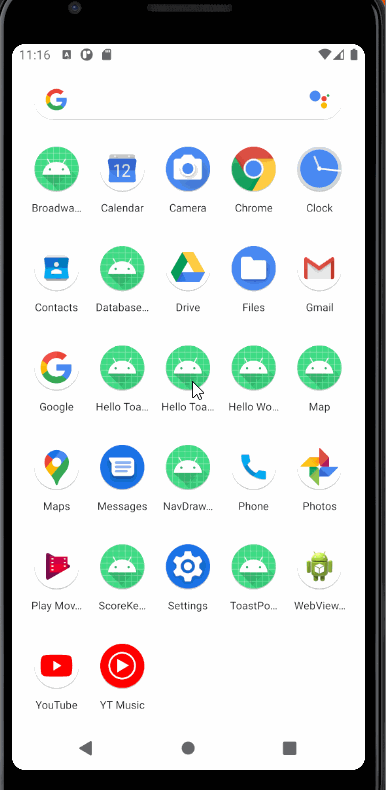 11:16
Broadwa...
Calendar
Camera
Chrome
Clock
12
Contacts
Database...
Drive
Files
Gmail
Google
Hello Toa...
Hello Toa...
Hello Wo...
Map
Maps
Messages
NavDraw...
Phone
Photos
Play Mov...
ScoreKe...
Settings
ToastPo...
WebView...
YouTube
YT Music